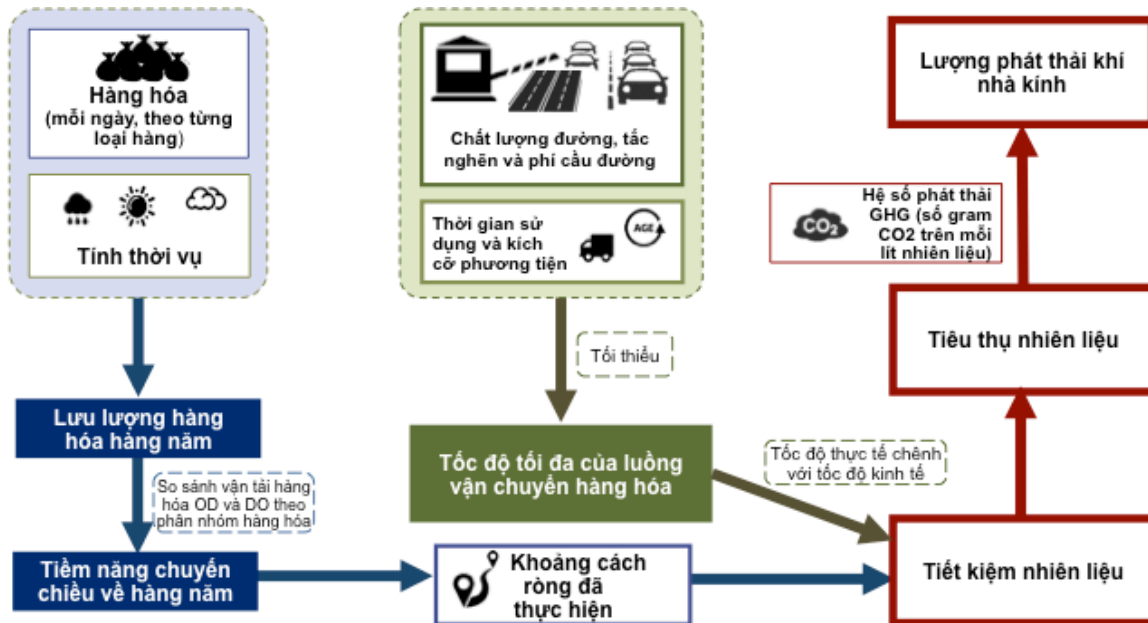 Hàng hóa
(mỗi ngày, theo từng
loại hàng)
Tính thời vụ
Chất lượng đường, tắc
nghẽn và phí cầu đường
Thời gian sử
dụng và kích
cỡ phương tiện
AGE
Lượng phát thải khí
nhà kính
CO2
Hệ số phát thải
GHG (số gram
CO2 trên mỗi
lít nhiên liệu)
Tiêu thụ nhiên liệu
Tối thiểu
Lưu lượng hàng
hóa hàng năm
Tốc độ tối đa của luồng
vận chuyển hàng hóa
Tốc độ thực tế chênh
với tốc độ kinh tế
So sánh vận tải hàng
hóa OD và DO theo
phân nhóm hàng hóa
Tiềm năng chuyến
chiều về hàng năm
Khoảng cách
ròng đã
thực hiện
Tiết kiệm nhiên liệu